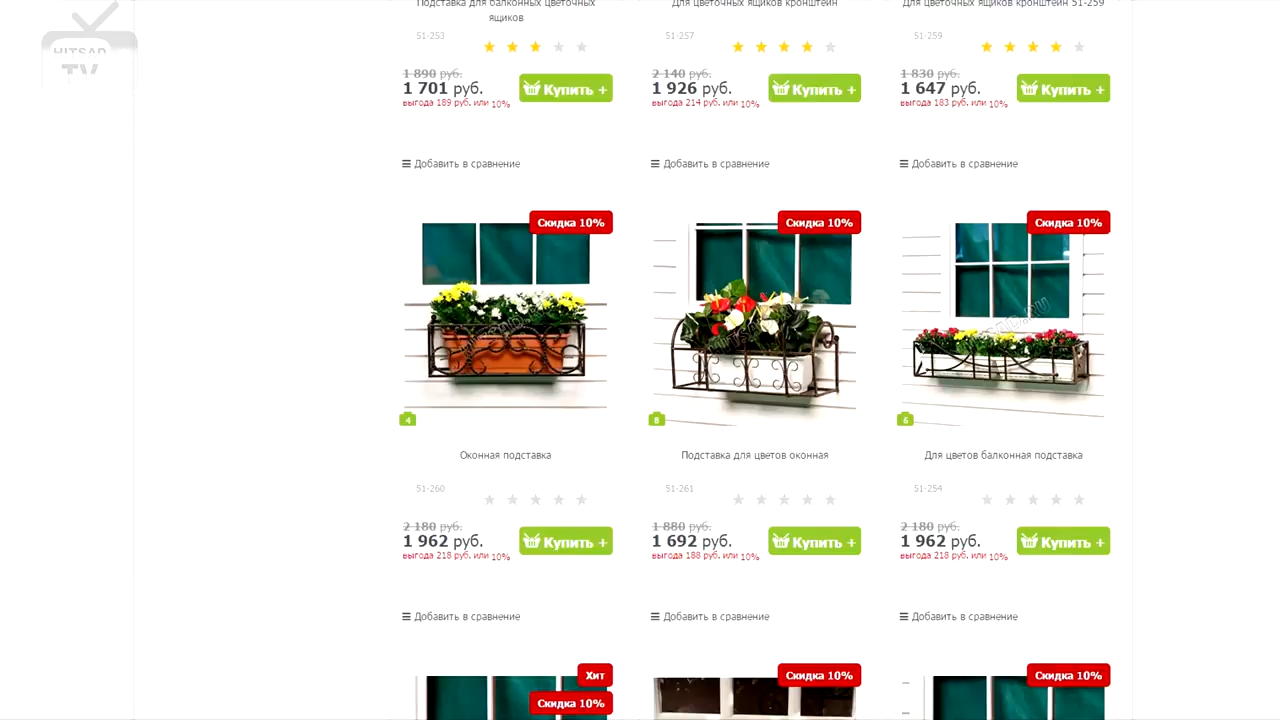 HITSAD
TV
Подставка для балконных цветочных
ящиков
Для цветочных ящиков кронштейн
Для цветочных ящиков кронштейн 51-259
51-253
51-257
51-259
1 890 руб.
1 701 руб.
выгода 189 руб. или 10%
Купить +
2 140 руб.
1 926 руб.
выгода 214 руб. или 10%
Купить +
1 830 руб.
1 647 руб.
выгода 183 руб. или 10%
Купить +
Добавить в сравнение
Добавить в сравнение
Добавить в сравнение
Скидка 10%
Скидка 10%
Скидка 10%
4
8
6
Оконная подставка
Подставка для цветов оконная
Для цветов балконная подставка
51-260
51-261
51-254
2 180 руб.
1 962 руб.
выгода 218 руб. или 10%
Купить +
1 880 руб.
1 692 руб.
выгода 188 руб. или 10%
Купить +
2 180 руб.
1 962 руб.
выгода 218 руб. или 10%
Купить +
Добавить в сравнение
Добавить в сравнение
Добавить в сравнение
Хит
Скидка 10%
Скидка 10%
Скидка 10%